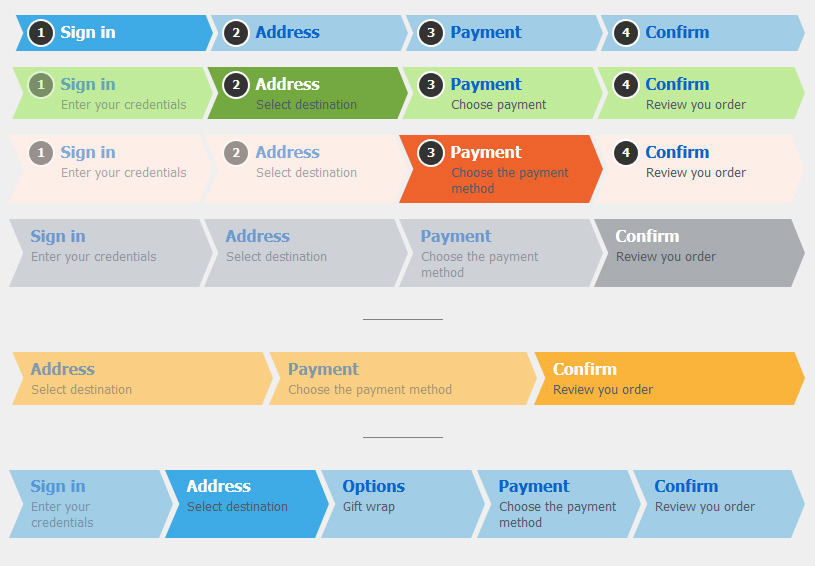 1 Sign in 2 Address 3 Payment 4 Confirm
1 Sign in 2 Address 3 Payment 4 Confirm
Enter your credentials Select destination Choose payment Review you order
1 Sign in 2 Address 3 Payment 4 Confirm
Enter your credentials Select destination Choose the payment Review you order
method
Sign in Address Payment Confirm
Enter your credentials Select destination Choose the payment Review you order
method
Address Payment Confirm
Select destination Choose the payment method Review you order
Sign in Address Options Payment Confirm
Enter your Select destination Gift wrap Choose the payment Review you order
credentials method